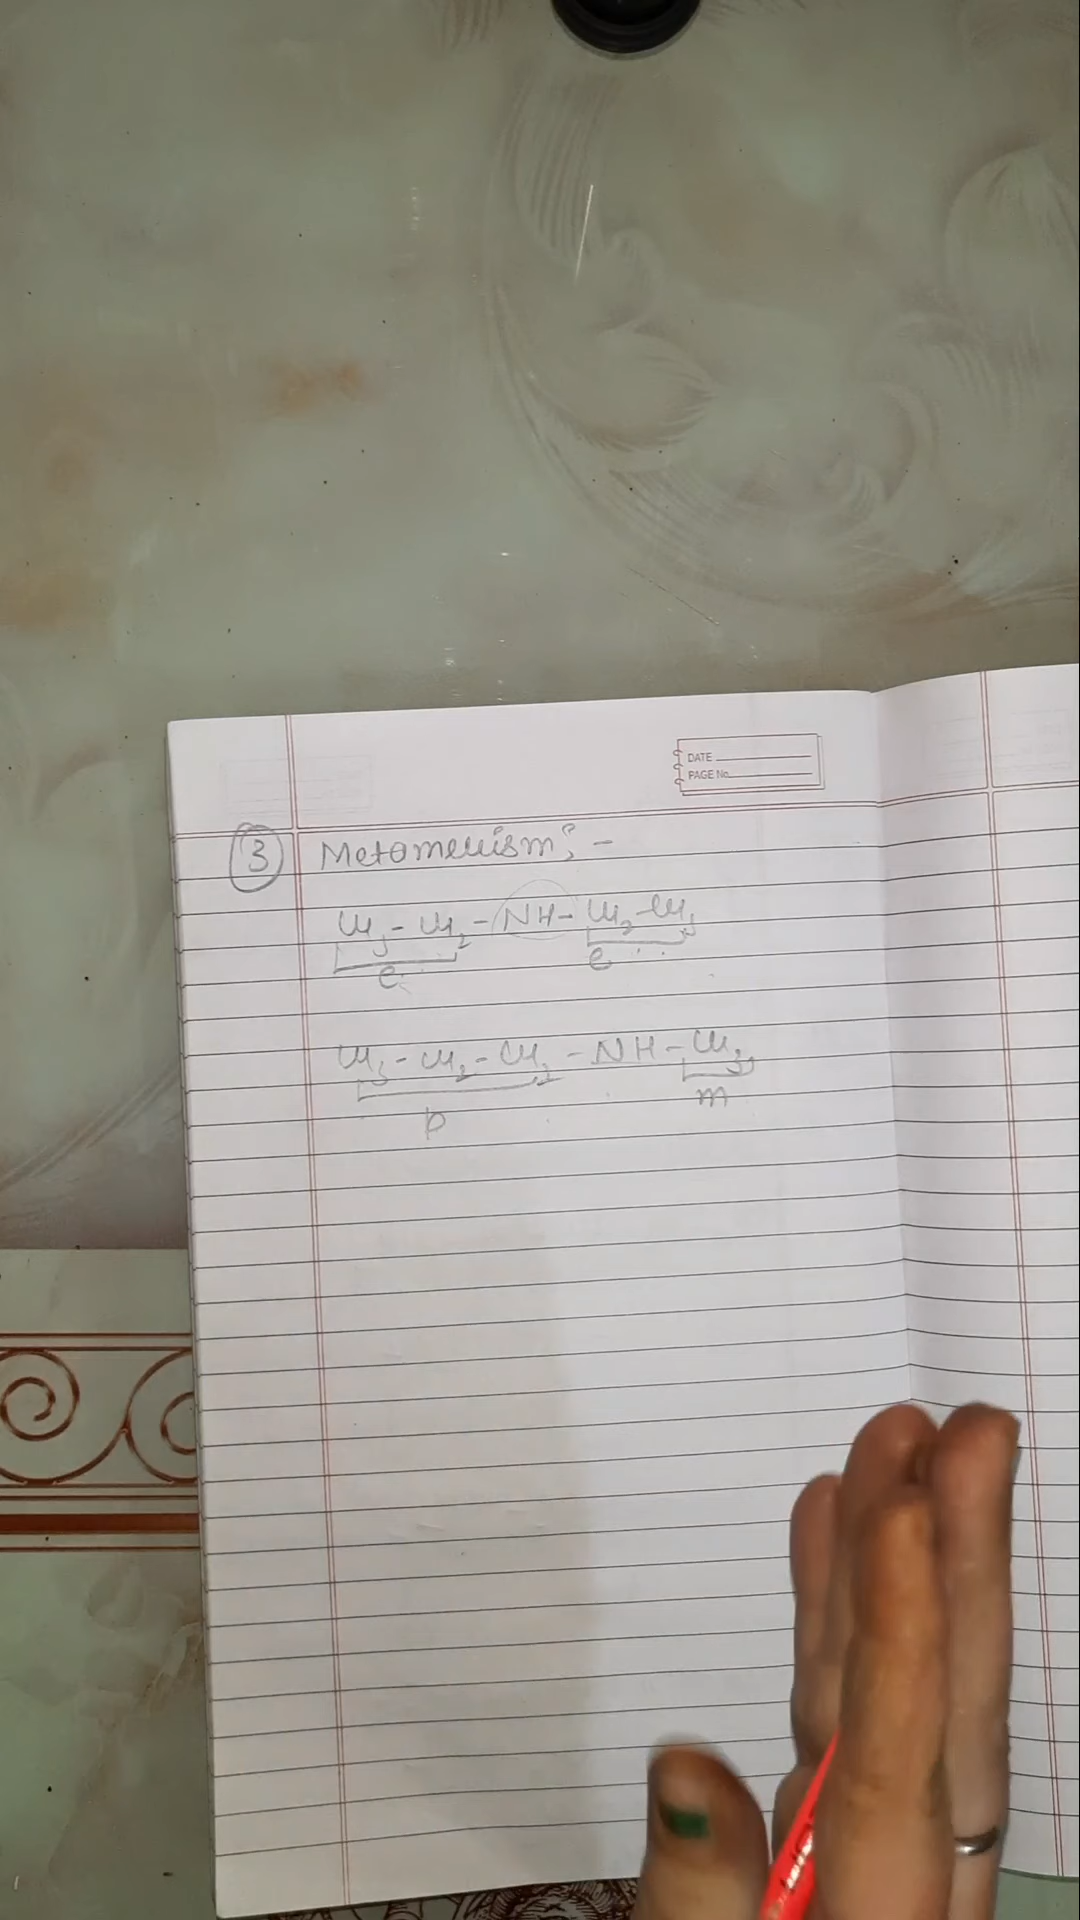 DATE
PAGE No.
3 Metamerism :-
CH3 - CH2 - NH - CH2 - CH3
e e
CH3 - CH2 - CH2 - NH - CH3
p m